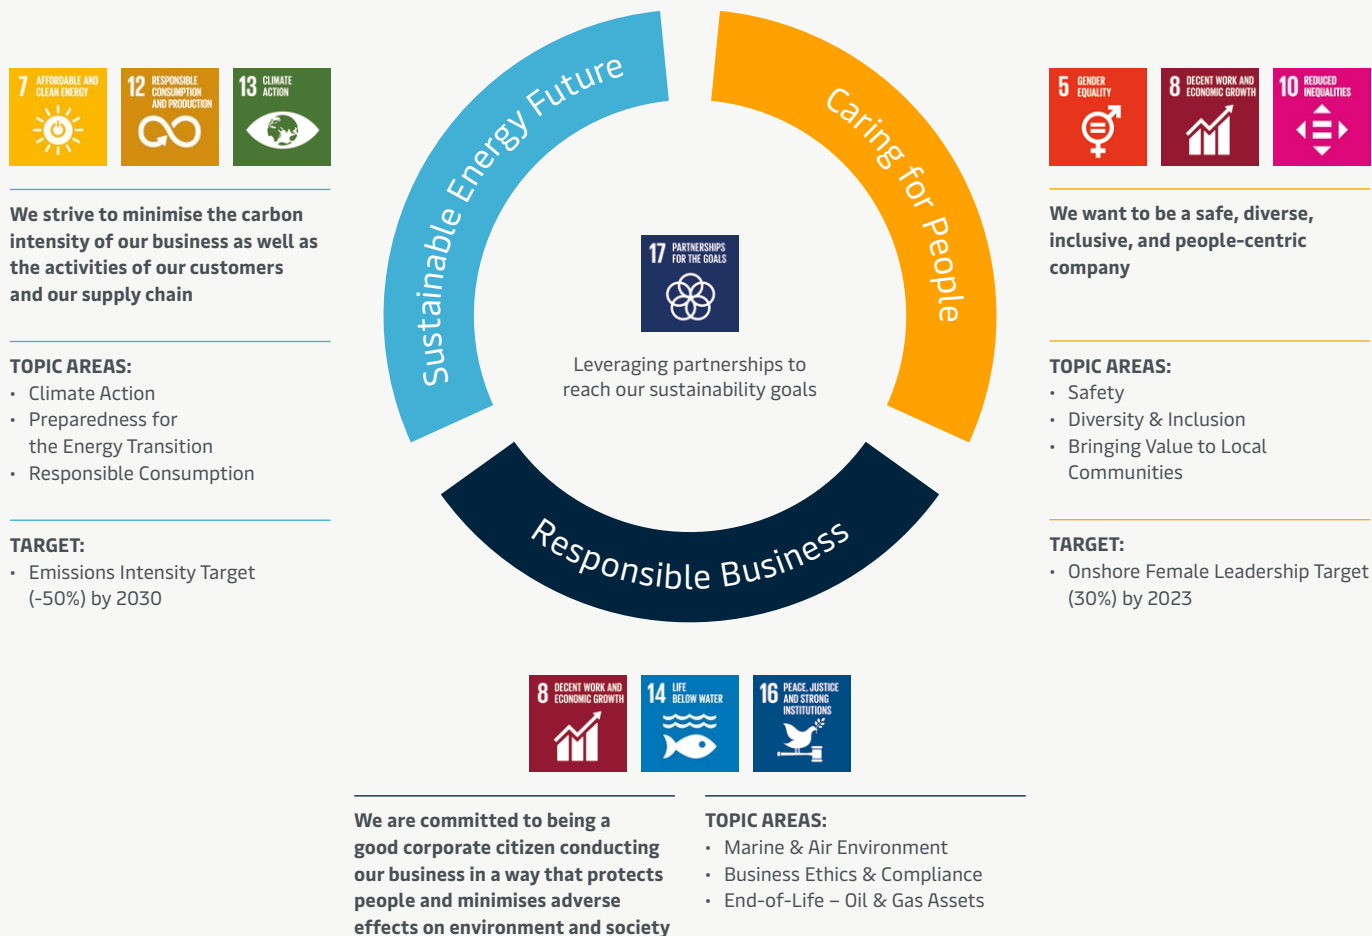 7 AFFORDABLE AND
CLEAN ENERGY
12 RESPONSIBLE
CONSUMPTION
AND PRODUCTION
13 CLIMATE
ACTION
We strive to minimise the carbon
intensity of our business as well as
the activities of our customers
and our supply chain
TOPIC AREAS:
• Climate Action
• Preparedness for
the Energy Transition
• Responsible Consumption
TARGET:
• Emissions Intensity Target
(-50%) by 2030
Sustainable Energy Future
Caring for People
Responsible Business
17 PARTNERSHIPS
FOR THE GOALS
Leveraging partnerships to
reach our sustainability goals
5 GENDER
EQUALITY
8 DECENT WORK AND
ECONOMIC GROWTH
10 REDUCED
INEQUALITIES
We want to be a safe, diverse,
inclusive, and people-centric
company
TOPIC AREAS:
• Safety
• Diversity & Inclusion
• Bringing Value to Local
Communities
TARGET:
• Onshore Female Leadership Target
(30%) by 2023
8 DECENT WORK AND
ECONOMIC GROWTH
14 LIFE
BELOW WATER
16 PEACE, JUSTICE
AND STRONG
INSTITUTIONS
We are committed to being a
good corporate citizen conducting
our business in a way that protects
people and minimises adverse
effects on environment and society
TOPIC AREAS:
• Marine & Air Environment
• Business Ethics & Compliance
• End-of-Life – Oil & Gas Assets